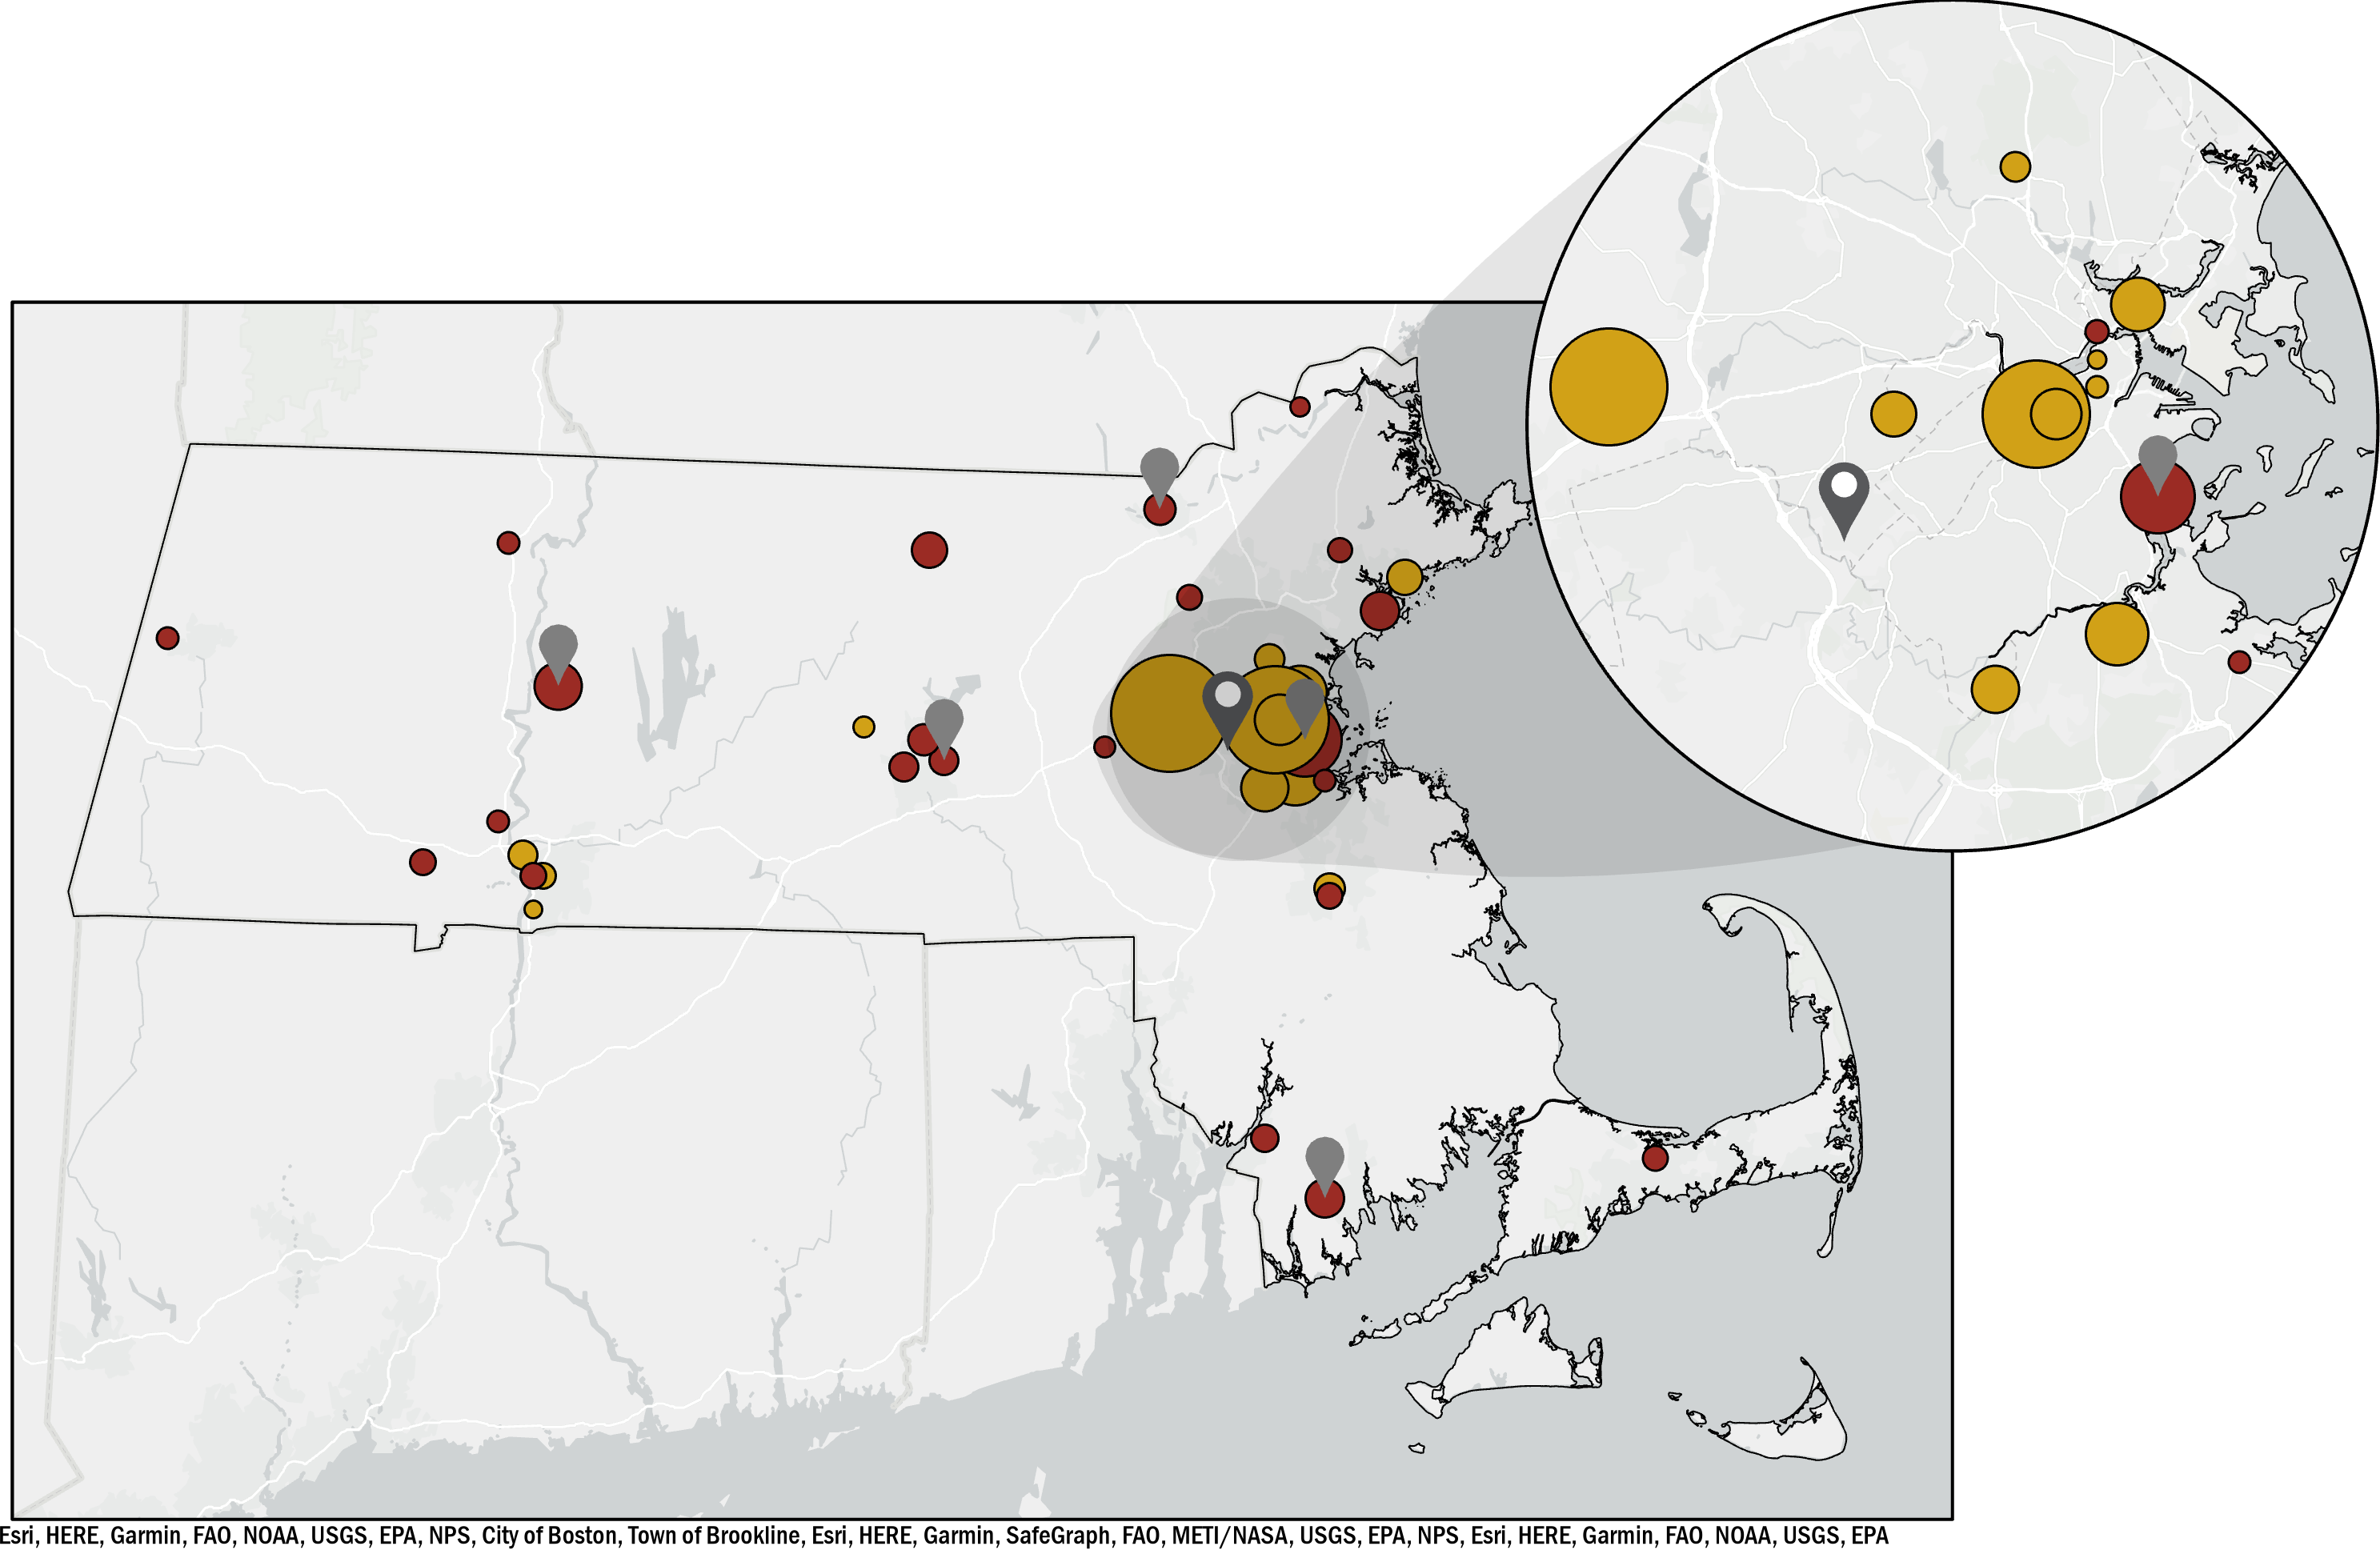 Esri, HERE, Garmin, FAO, NOAA, USGS, EPA, NPS, City of Boston, Town of Brookline, Esri, HERE, Garmin, SafeGraph, FAO, METI/NASA, USGS, EPA, NPS, Esri, HERE, Garmin, FAO, NOAA, USGS, EPA